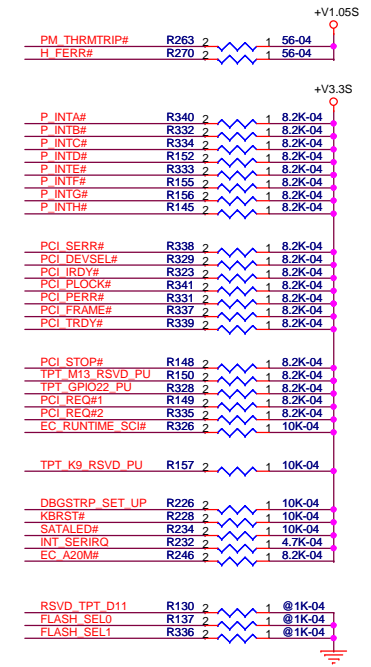 +V1.05S
PM_THRMTRIP# R263 2 1 56-04
H_FERR# R270 2 1 56-04
+V3.3S
P_INTA# R340 2 1 8.2K-04
P_INTB# R332 2 1 8.2K-04
P_INTC# R334 2 1 8.2K-04
P_INTD# R152 2 1 8.2K-04
P_INTE# R333 2 1 8.2K-04
P_INTF# R155 2 1 8.2K-04
P_INTG# R156 2 1 8.2K-04
P_INTH# R145 2 1 8.2K-04
PCI_SERR# R338 2 1 8.2K-04
PCI_DEVSEL# R329 2 1 8.2K-04
PCI_IRDY# R323 2 1 8.2K-04
PCI_PLOCK# R341 2 1 8.2K-04
PCI_PERR# R331 2 1 8.2K-04
PCI_FRAME# R337 2 1 8.2K-04
PCI_TRDY# R339 2 1 8.2K-04
PCI_STOP# R148 2 1 8.2K-04
TPT_M13_RSVD_PU R150 2 1 8.2K-04
TPT_GPIO22_PU R328 2 1 8.2K-04
PCI_REQ#1 R149 2 1 8.2K-04
PCI_REQ#2 R335 2 1 8.2K-04
EC_RUNTIME_SCI# R326 2 1 10K-04
TPT_K9_RSVD_PU R157 2 1 10K-04
DBGSTRP_SET_UP R226 2 1 10K-04
KBRST# R228 2 1 10K-04
SATALED# R234 2 1 10K-04
INT_SERIRQ R232 2 1 4.7K-04
EC_A20M# R246 2 1 8.2K-04
RSVD_TPT_D11 R130 2 1 @1K-04
FLASH_SEL0 R137 2 1 @1K-04
FLASH_SEL1 R336 2 1 @1K-04